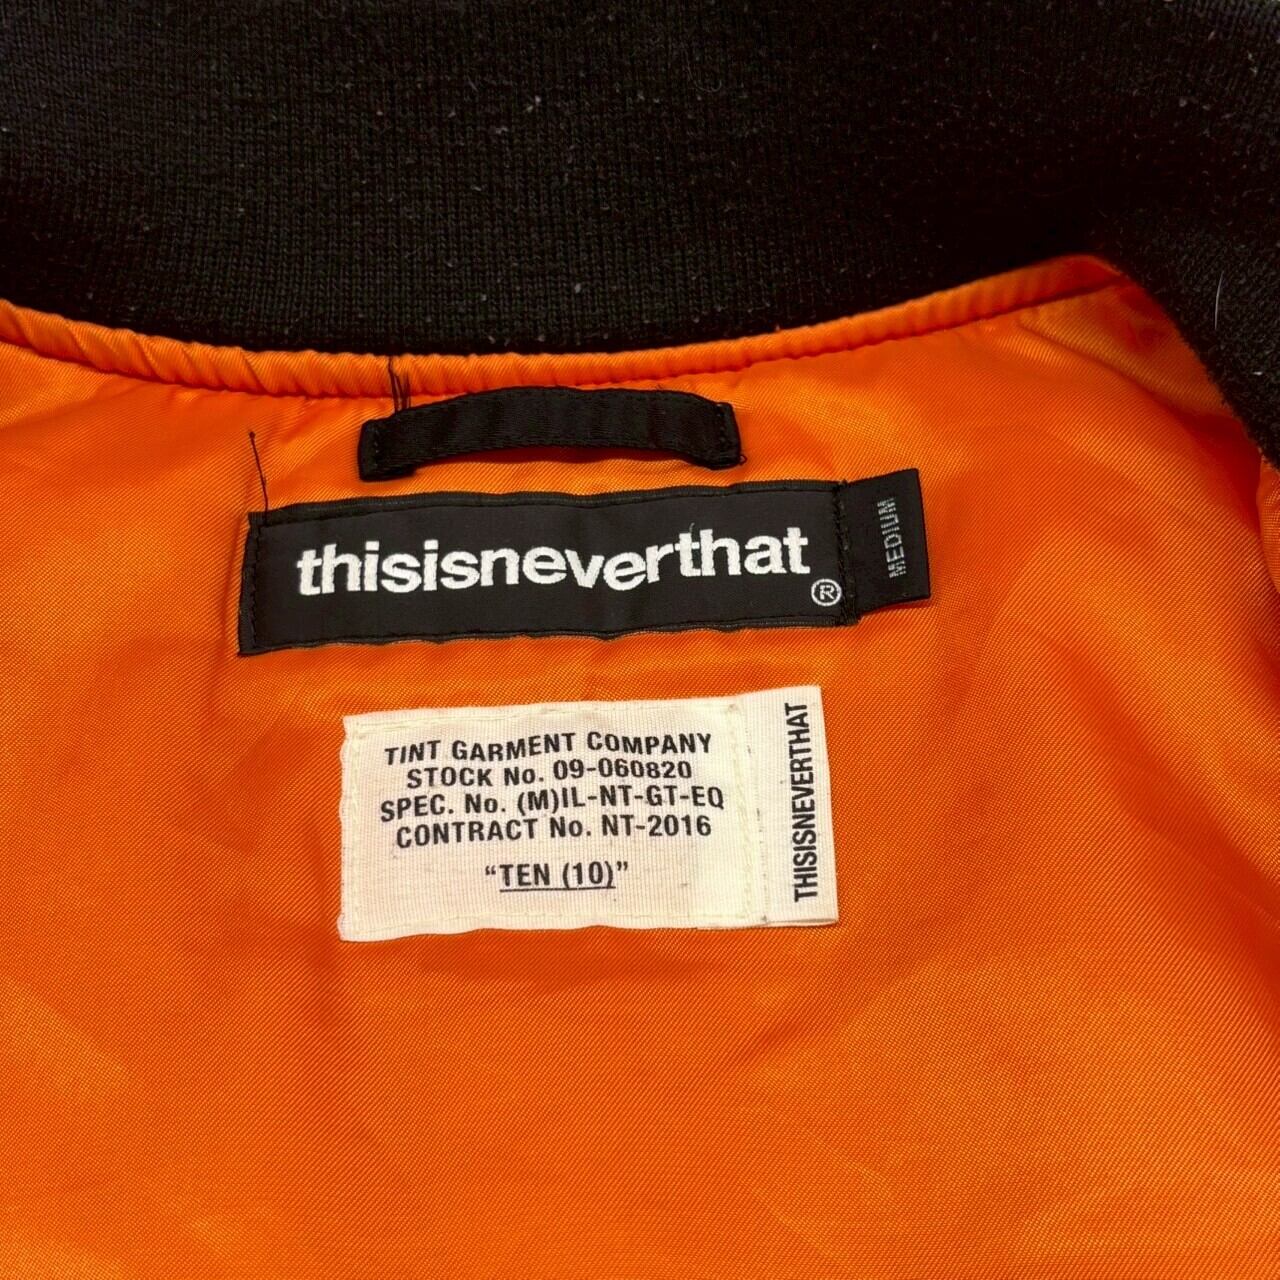 thisisneverthat
®
MEDIUM
TINT GARMENT COMPANY
STOCK No. 09-060820
SPEC. No. (M)IL-NT-GT-EQ
CONTRACT No. NT-2016
“TEN (10)”
THISISNEVERTHAT